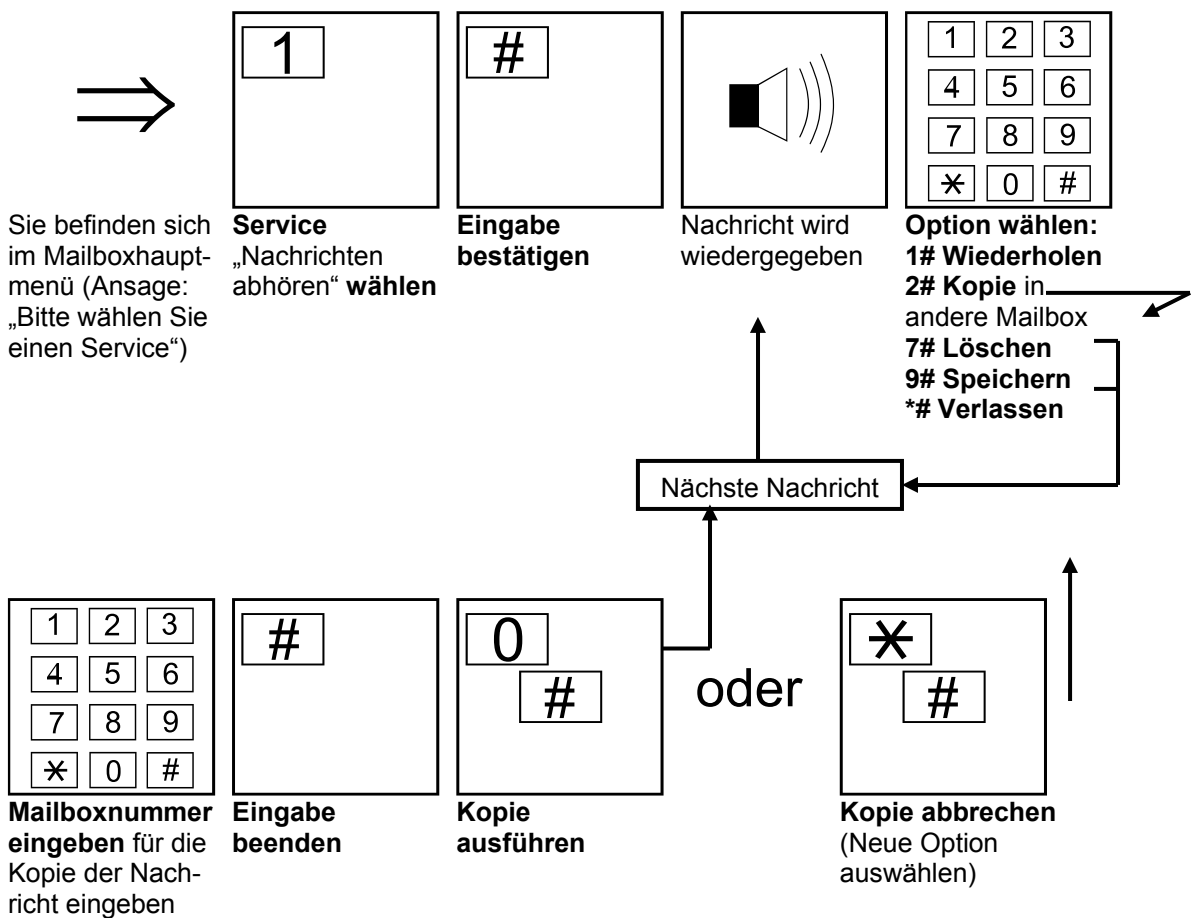 1
#
1 2 3
4 5 6
7 8 9
* 0 #
Sie befinden sich
im Mailboxhaupt-
menü (Ansage:
„Bitte wählen Sie
einen Service“)
Service
„Nachrichten
abhören“ wählen
Eingabe
bestätigen
Nachricht wird
wiedergegeben
Option wählen:
1# Wiederholen
2# Kopie in
andere Mailbox
7# Löschen
9# Speichern
*# Verlassen
Nächste Nachricht
1 2 3
4 5 6
7 8 9
* 0 #
#
0
#
oder
*
#
Mailboxnummer
eingeben für die
Kopie der Nach-
richt eingeben
Eingabe
beenden
Kopie
ausführen
Kopie abbrechen
(Neue Option
auswählen)